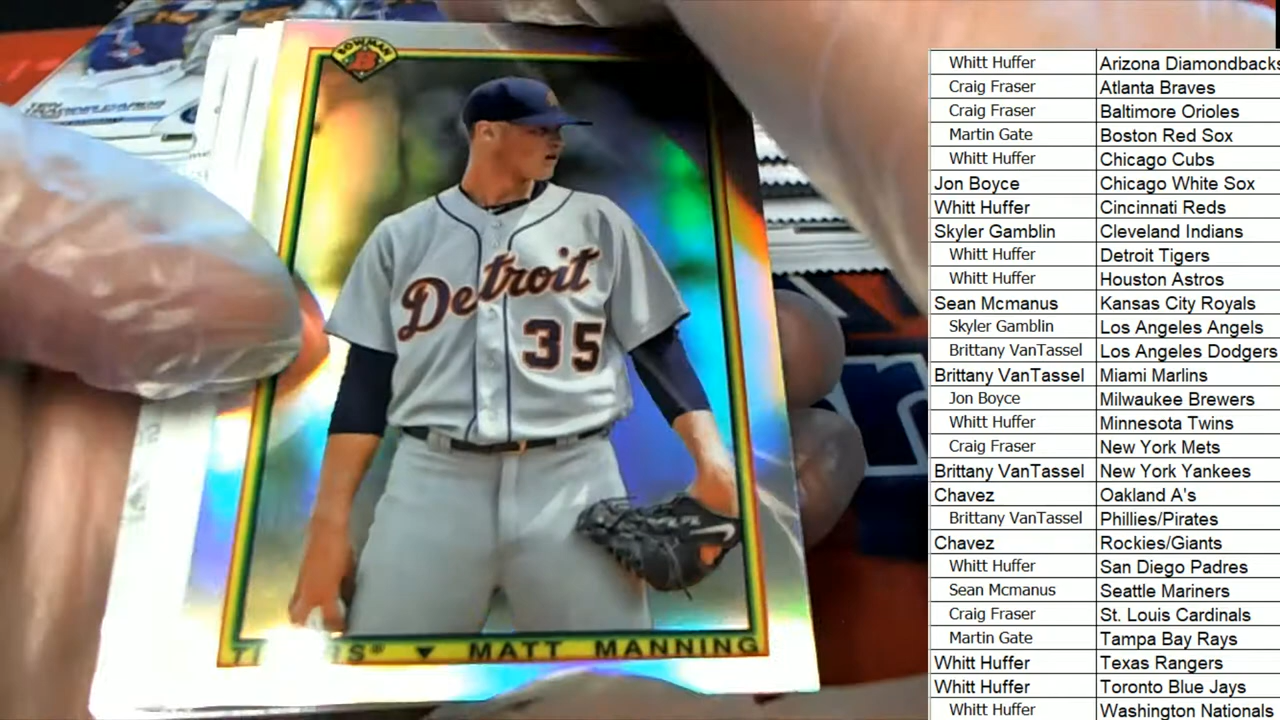 BOWMAN
B
Detroit
35
TIGERS® ▼ MATT MANNING
Whitt Huffer Arizona Diamondbacks
Craig Fraser Atlanta Braves
Craig Fraser Baltimore Orioles
Martin Gate Boston Red Sox
Whitt Huffer Chicago Cubs
Jon Boyce Chicago White Sox
Whitt Huffer Cincinnati Reds
Skyler Gamblin Cleveland Indians
Whitt Huffer Detroit Tigers
Whitt Huffer Houston Astros
Sean Mcmanus Kansas City Royals
Skyler Gamblin Los Angeles Angels
Brittany VanTassel Los Angeles Dodgers
Brittany VanTassel Miami Marlins
Jon Boyce Milwaukee Brewers
Whitt Huffer Minnesota Twins
Craig Fraser New York Mets
Brittany VanTassel New York Yankees
Chavez Oakland A's
Brittany VanTassel Phillies/Pirates
Chavez Rockies/Giants
Whitt Huffer San Diego Padres
Sean Mcmanus Seattle Mariners
Craig Fraser St. Louis Cardinals
Martin Gate Tampa Bay Rays
Whitt Huffer Texas Rangers
Whitt Huffer Toronto Blue Jays
Whitt Huffer Washington Nationals